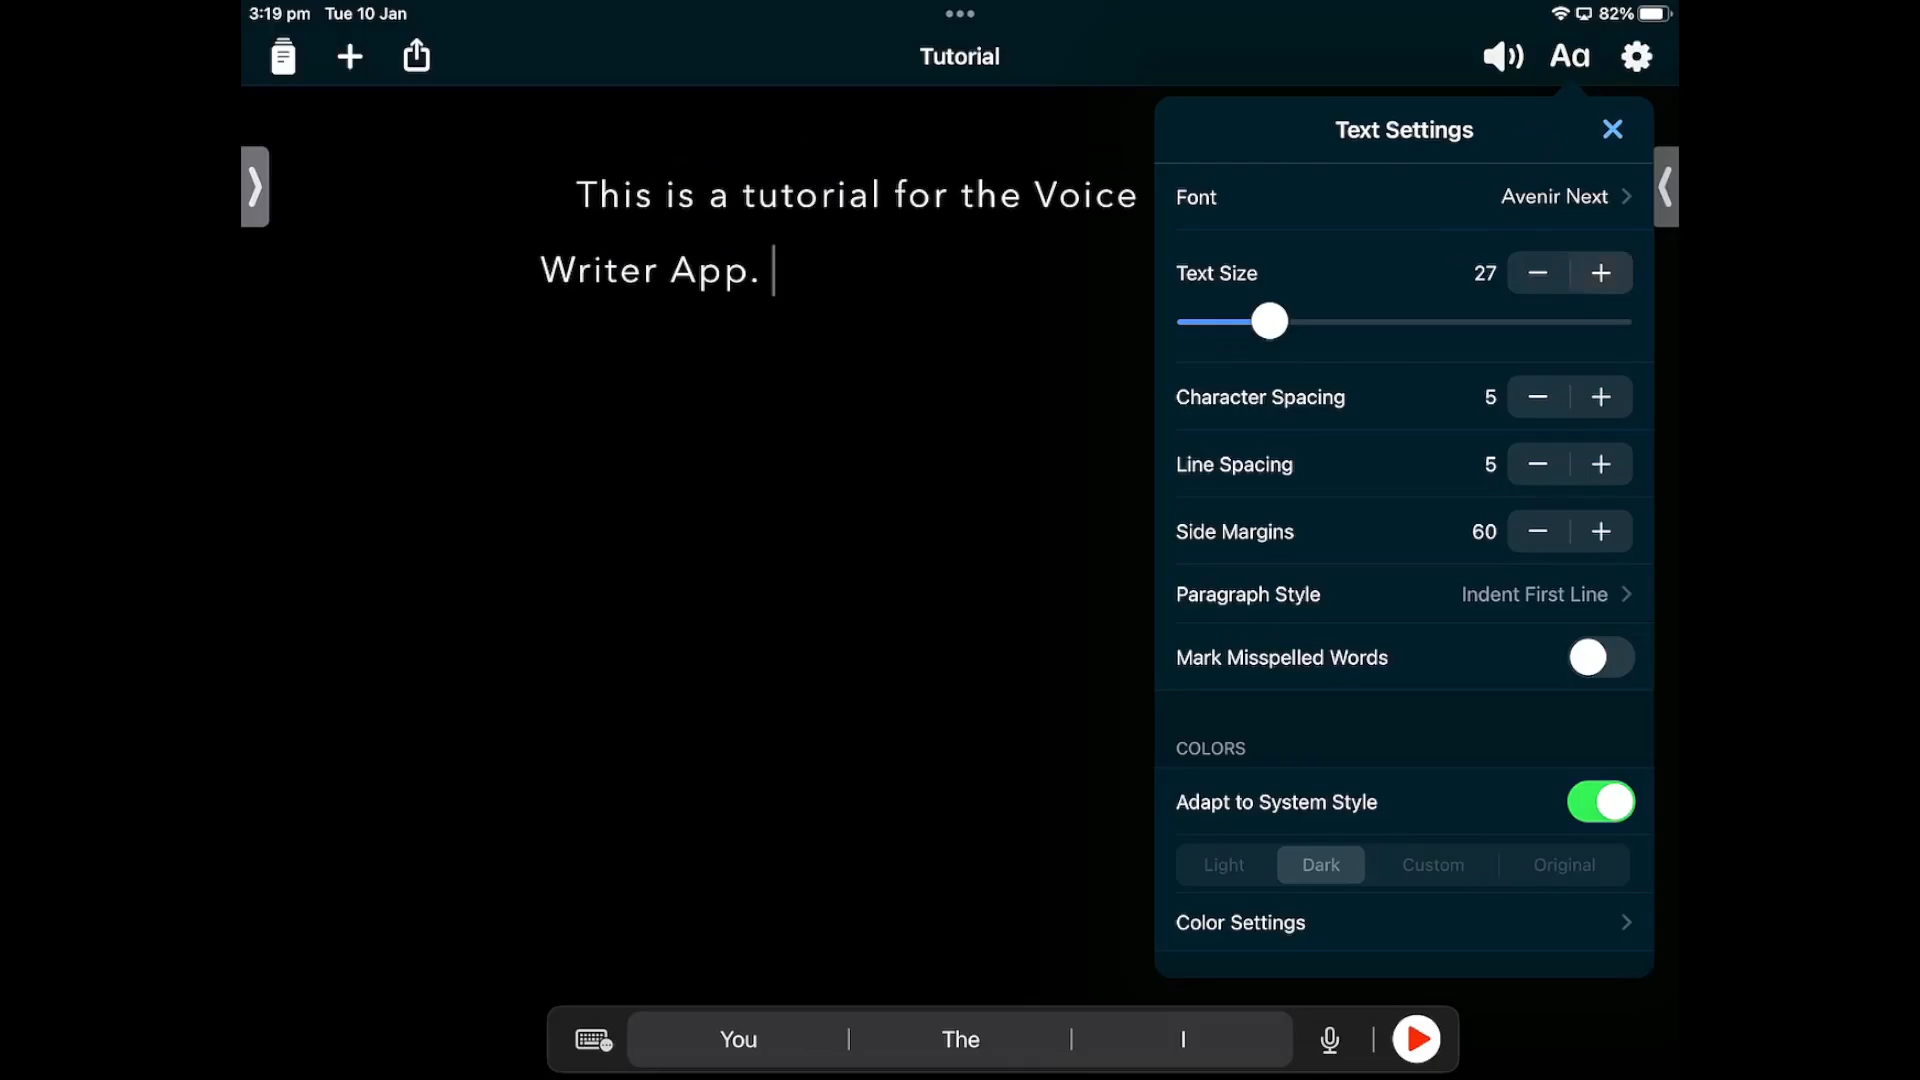 3:19 pm Tue 10 Jan
82%
Tutorial
Aa
This is a tutorial for the Voice
Writer App.
Text Settings
Font Avenir Next
Text Size 27
Character Spacing 5
Line Spacing 5
Side Margins 60
Paragraph Style Indent First Line
Mark Misspelled Words
COLORS
Adapt to System Style
Light Dark Custom Original
Color Settings
You The I